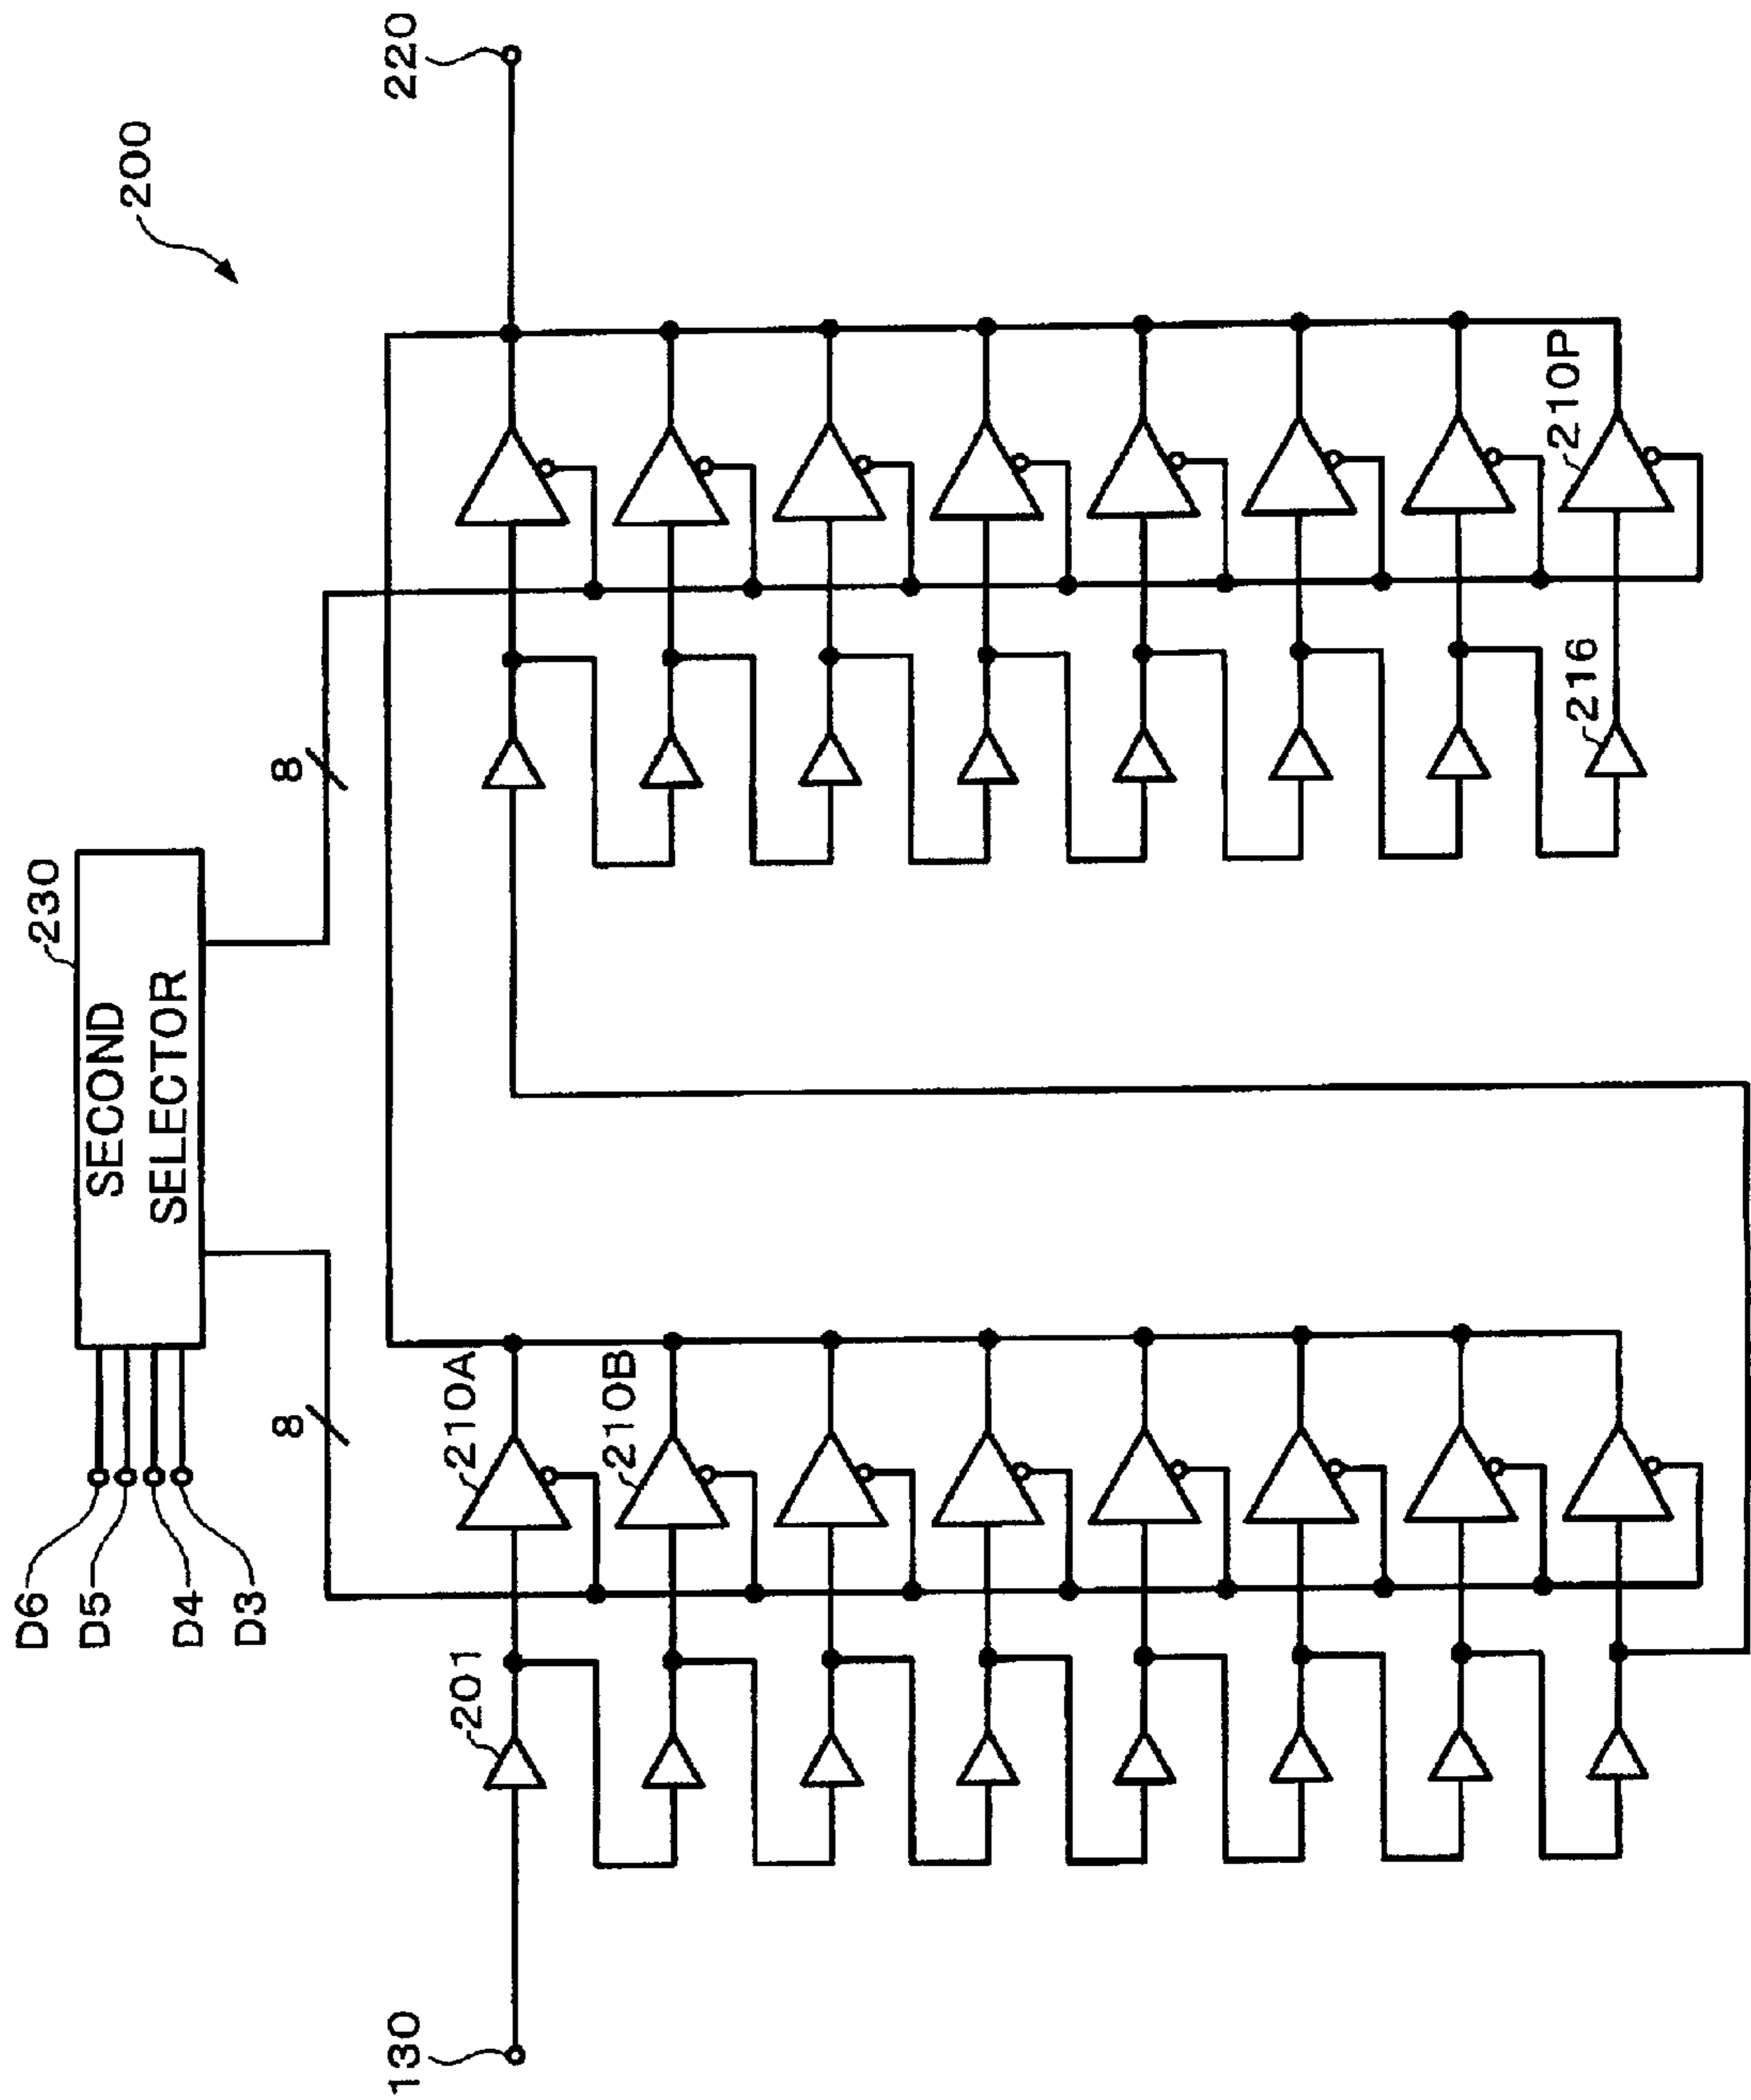 200
SECOND
SELECTOR
230
D6
D5
D4
D3
8
8
210A
210B
201
130
220
210P
216